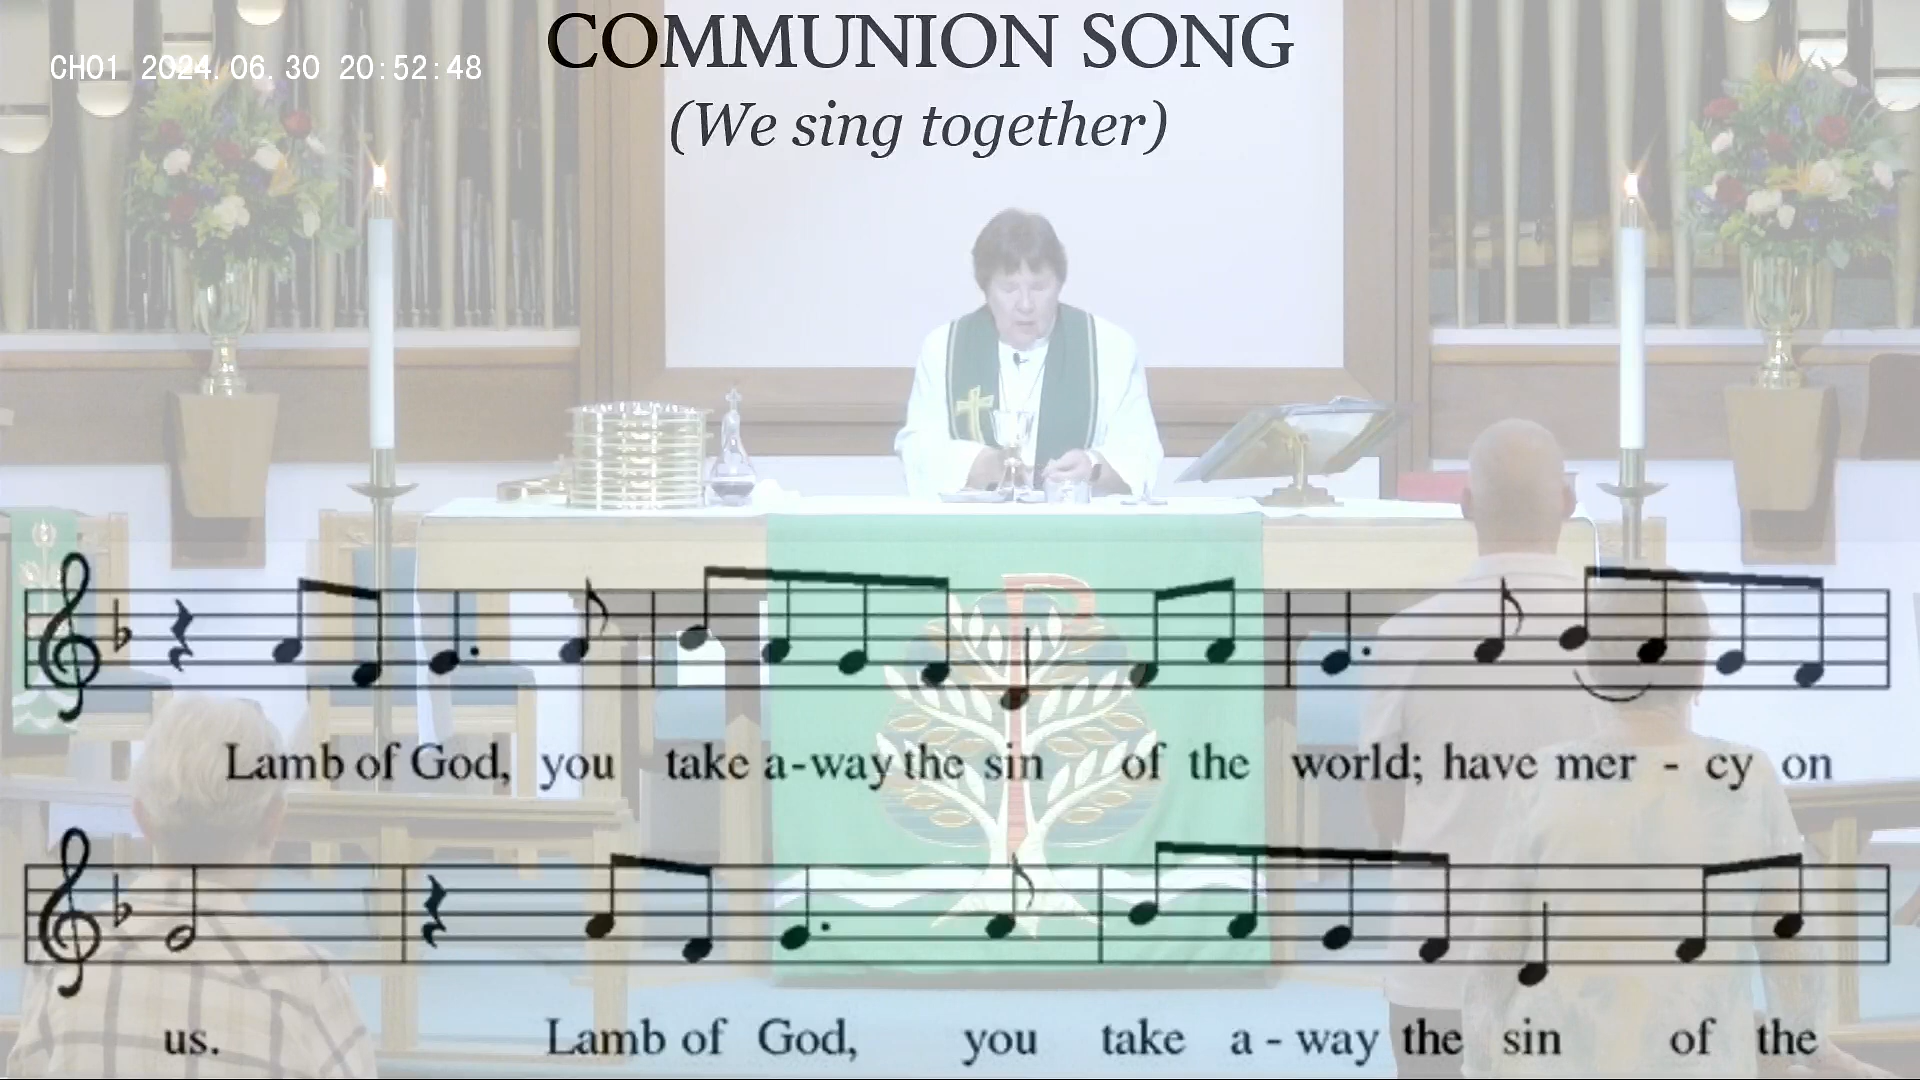 COMMUNION SONG
CH01 2024.06.30 20:52:48
(We sing together)
Lamb of God, you take a-way the sin of the world; have mer - cy on
us. Lamb of God, you take a - way the sin of the